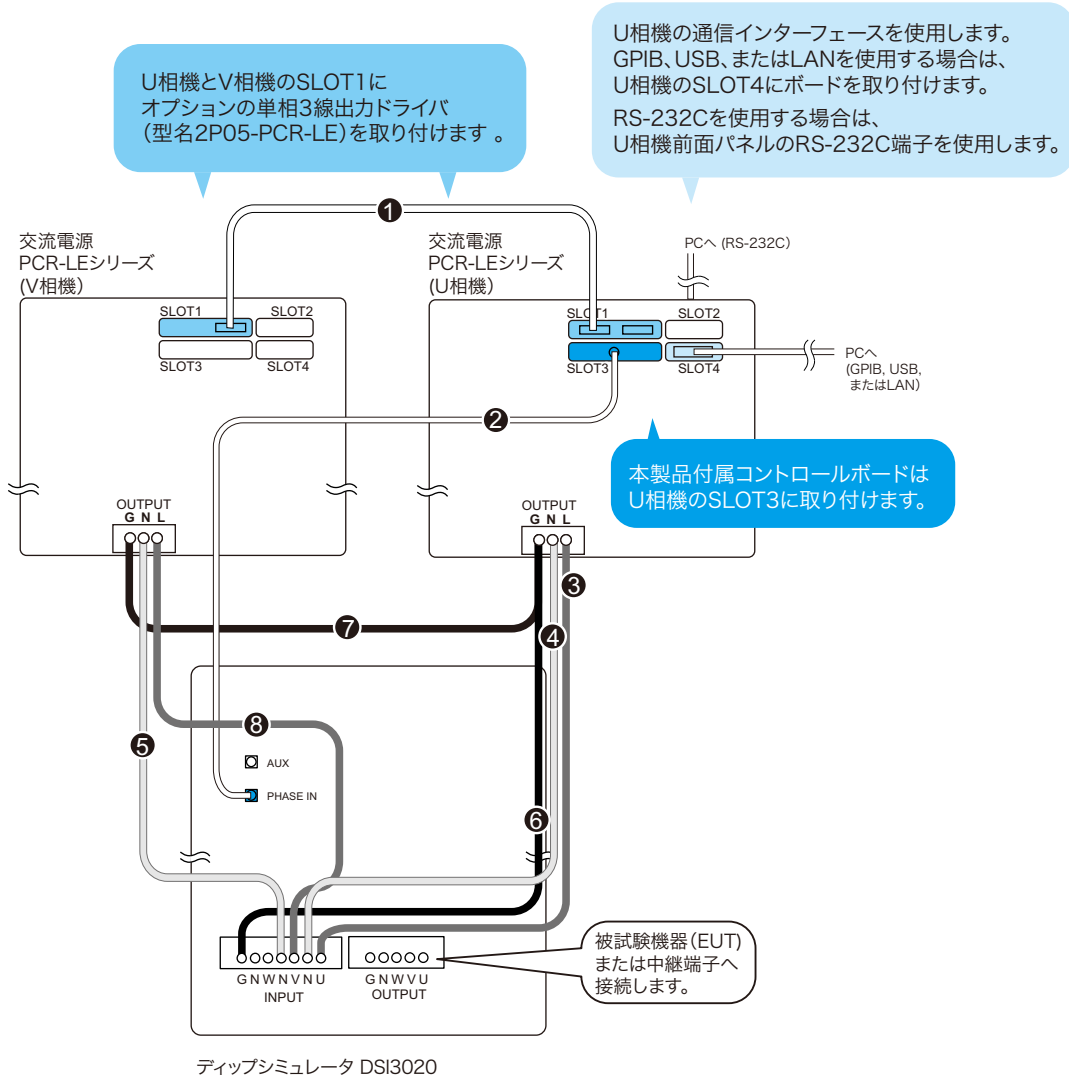 U相機とV相機のSLOT1に
オプションの単相3線出力ドライバ
（型名2P05-PCR-LE）を取り付けます 。
U相機の通信インターフェースを使用します。
GPIB、USB、またはLANを使用する場合は、
U相機のSLOT4にボードを取り付けます。
RS-232Cを使用する場合は、
U相機前面パネルのRS-232C端子を使用します。
❶
交流電源
PCR-LEシリーズ
(V相機）
交流電源
PCR-LEシリーズ
(U相機）
PCへ (RS-232C）
SLOT1
SLOT2
SLOT3
SLOT4
SLOT1
SLOT2
SLOT3
SLOT4
PCへ
(GPIB, USB,
またはLAN）
❷
本製品付属コントロールボードは
U相機のSLOT3に取り付けます。
OUTPUT
G N L
OUTPUT
G N L
❸
❼
❹
❽
❺
AUX
PHASE IN
❻
G N W N V N U
INPUT
G N W V U
OUTPUT
被試験機器（EUT)
または中継端子へ
接続します。
ディップシミュレータ DSI3020